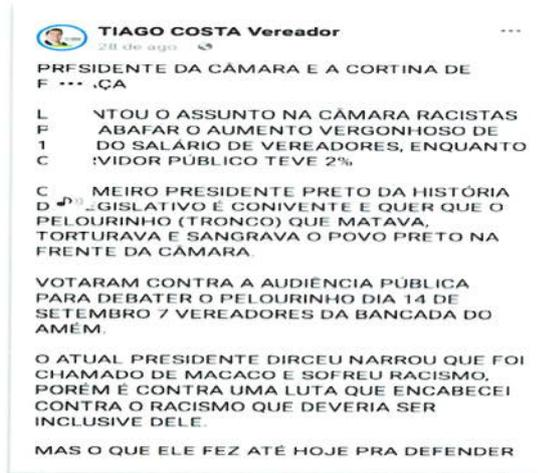 TIAGO COSTA Vereador
28 de ago
PRESIDENTE DA CÂMARA E A CORTINA DE
F ... AÇA
L NTOU O ASSUNTO NA CÂMARA RACISTAS
P ABAFAR O AUMENTO VERGONHOSO DE
1 DO SALÁRIO DE VEREADORES, ENQUANTO
O RVIDOR PÚBLICO TEVE 2%
O MEIRO PRESIDENTE PRETO DA HISTÓRIA
D EGISLATIVO É CONIVENTE E QUER QUE O
PELOURINHO (TRONCO) QUE MATAVA,
TORTURAVA E SANGRAVA O POVO PRETO NA
FRENTE DA CÂMARA.
VOTARAM CONTRA A AUDIÊNCIA PÚBLICA
PARA DEBATER O PELOURINHO DIA 14 DE
SETEMBRO 7 VEREADORES DA BANCADA DO
AMÉM.
O ATUAL PRESIDENTE DIRCEU NARROU QUE FOI
CHAMADO DE MACACO E SOFREU RACISMO,
PORÉM É CONTRA UMA LUTA QUE ENCABECEI
CONTRA O RACISMO QUE DEVERIA SER
INCLUSIVE DELE.
MAS O QUE ELE FEZ ATÉ HOJE PRA DEFENDER